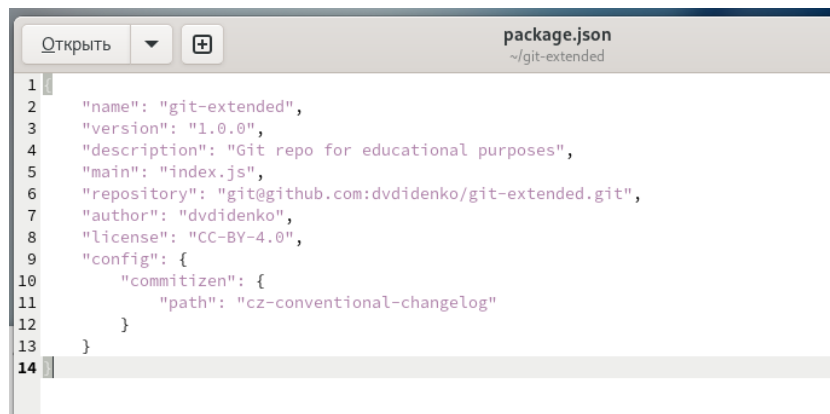 Открыть
package.json
~/git-extended
1 {
2 "name": "git-extended",
3 "version": "1.0.0",
4 "description": "Git repo for educational purposes",
5 "main": "index.js",
6 "repository": "git@github.com:dvdidenko/git-extended.git",
7 "author": "dvdidenko",
8 "license": "CC-BY-4.0",
9 "config": {
10 "commitizen": {
11 "path": "cz-conventional-changelog"
12 }
13 }
14 }